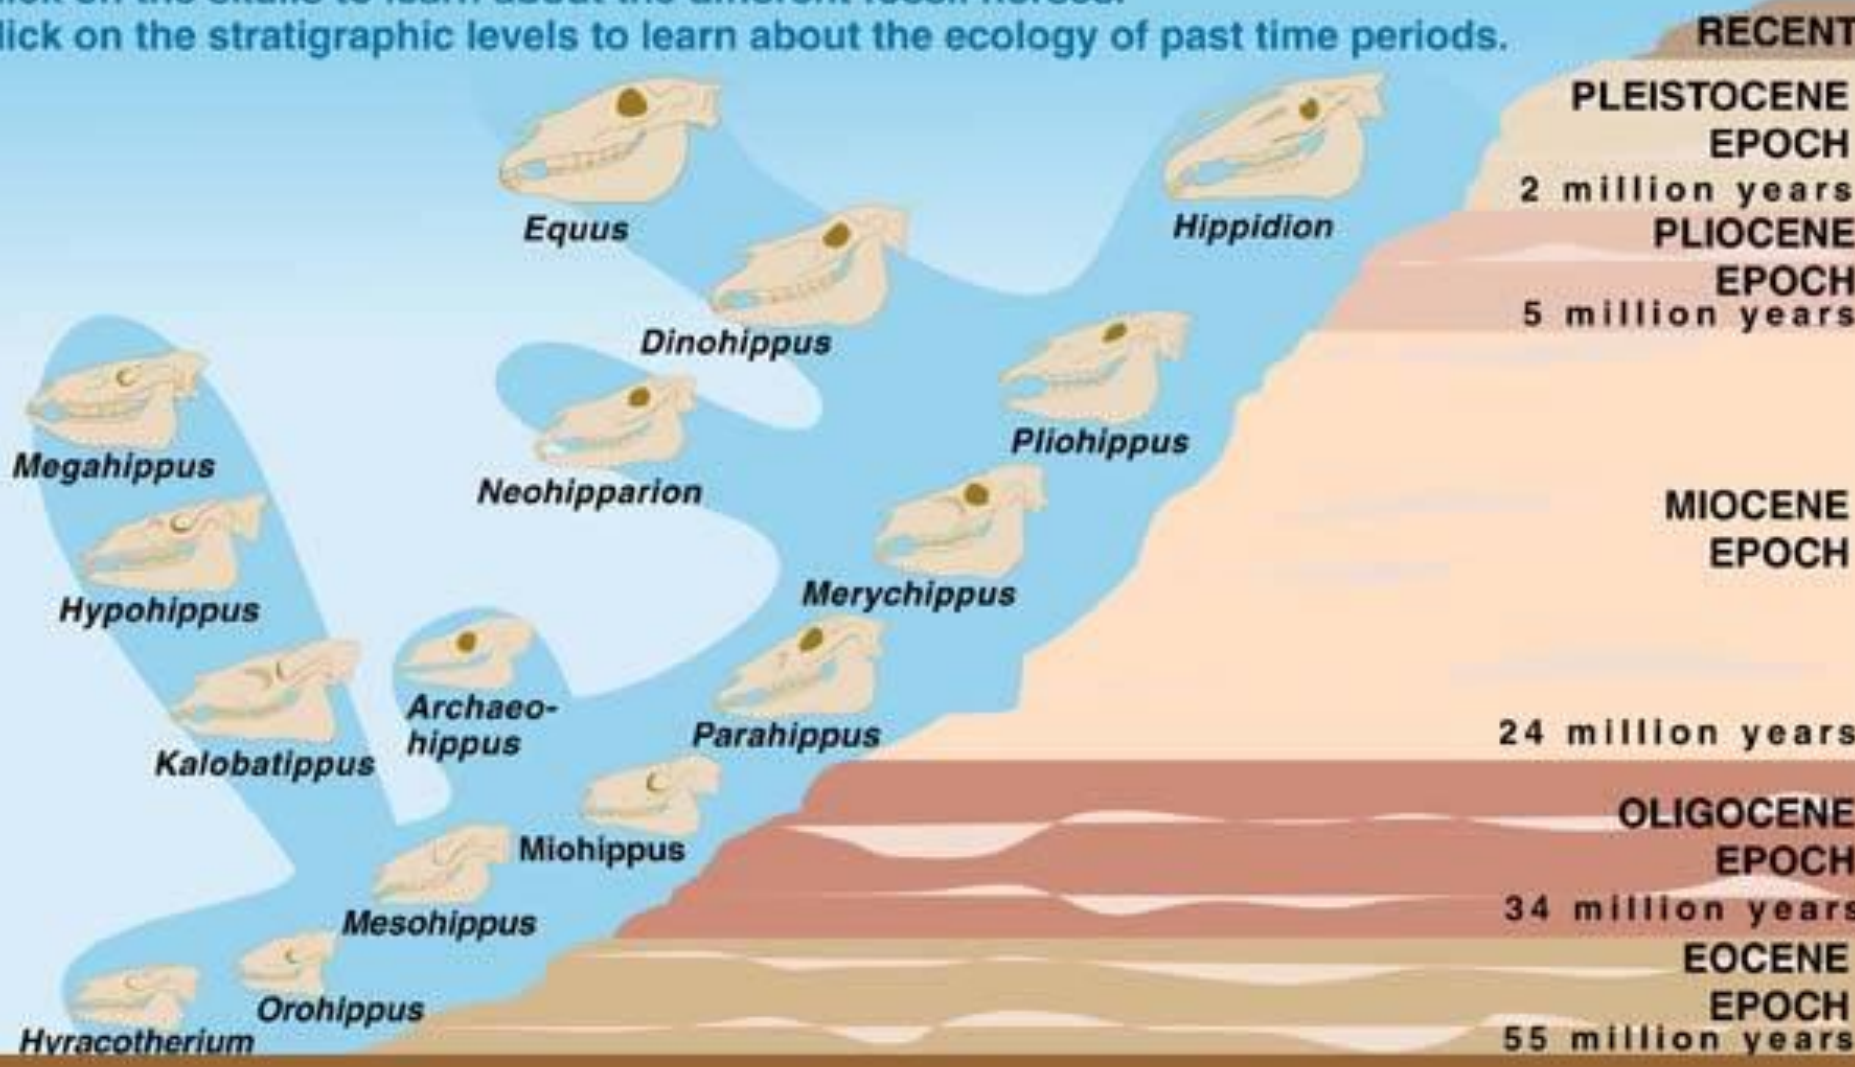 lick on the stratigraphic levels to learn about the ecology of past time periods.
RECENT
PLEISTOCENE
EPOCH
2 million years
Equus
Hippidion
PLIOCENE
EPOCH
5 million years
Dinohippus
Pliohippus
Megahippus
Neohipparion
MIOCENE
EPOCH
Hypohippus
Merychippus
Archaeo-
hippus
Parahippus
24 million years
Kalobatippus
OLIGOCENE
EPOCH
Miohippus
34 million years
Mesohippus
EOCENE
EPOCH
Orohippus
55 million years
Hyracotherium